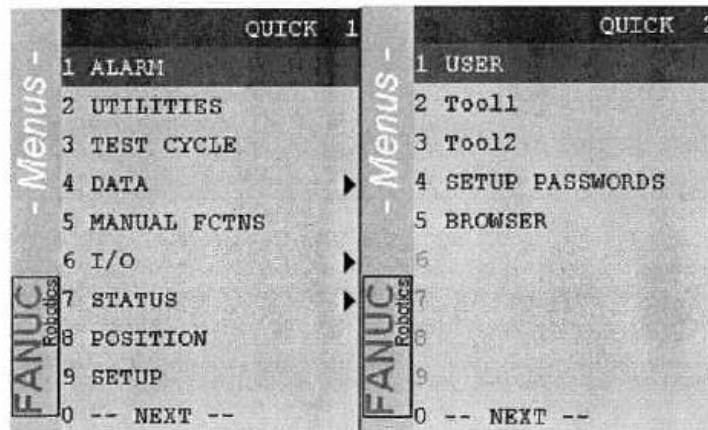 QUICK 1
- Menus -
FANUC
Robotics
1 ALARM
2 UTILITIES
3 TEST CYCLE
4 DATA
5 MANUAL FCTNS
6 I/O
7 STATUS
8 POSITION
9 SETUP
0 -- NEXT --
QUICK 2
- Menus -
FANUC
Robotics
1 USER
2 Tool1
3 Tool2
4 SETUP PASSWORDS
5 BROWSER
6
7
8
9
0 -- NEXT --